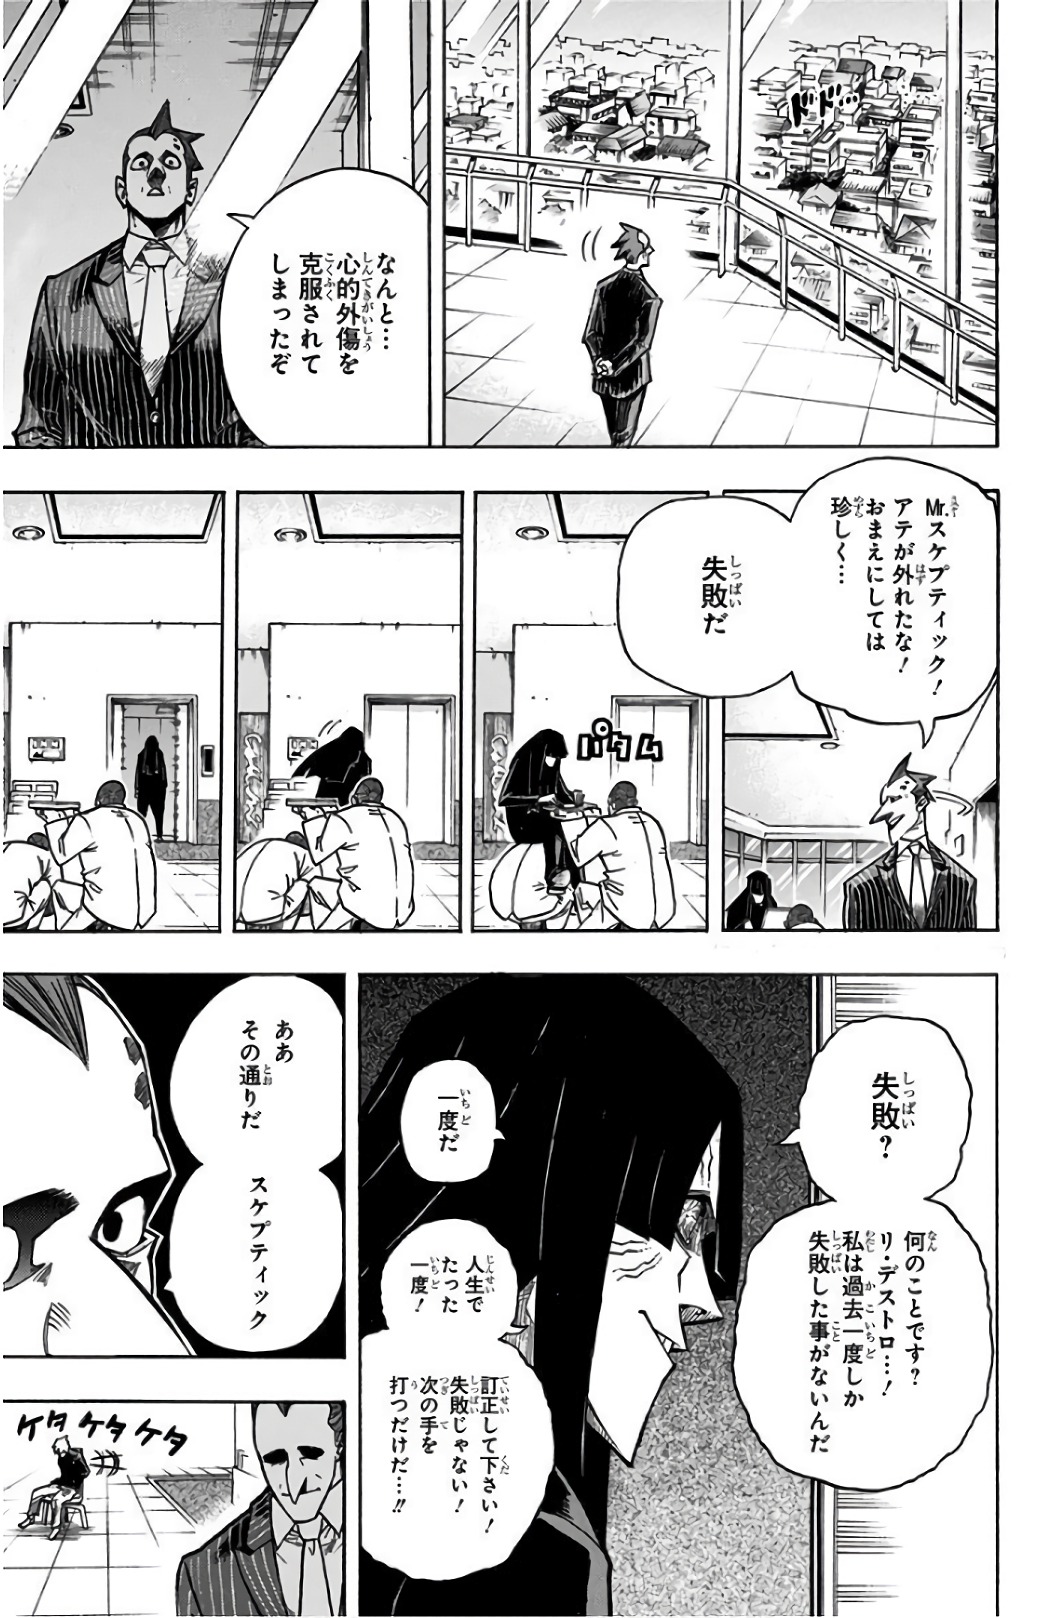 ドドド…
なんと…
心的外傷を
克服されて
しまったぞ
Mr.スケプティック！
アテが外れたな！
おまえにしては
珍しく…
失敗だ
パタム
失敗？
何のことです？
リ・デストロ…！
私は過去一度しか
失敗した事がないんだ
一度だ
人生で
たった
一度！
訂正して下さい！
失敗じゃない！
次の手を
打つだけだ…!!
ああ
その通りだ
スケプティック
ケタケタケタ